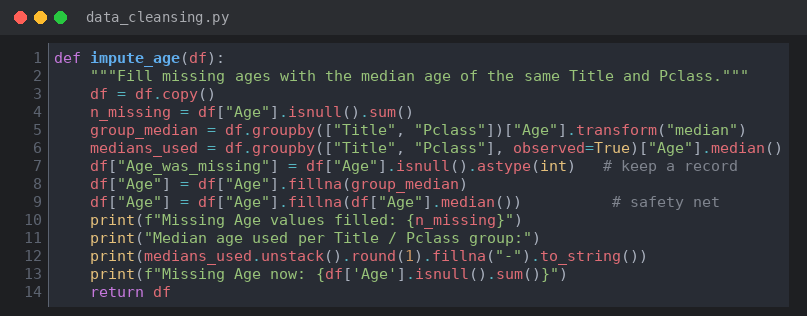 data_cleansing.py
1 def impute_age(df):
2     """Fill missing ages with the median age of the same Title and Pclass."""
3     df = df.copy()
4     n_missing = df["Age"].isnull().sum()
5     group_median = df.groupby(["Title", "Pclass"])["Age"].transform("median")
6     medians_used = df.groupby(["Title", "Pclass"], observed=True)["Age"].median()
7     df["Age_was_missing"] = df["Age"].isnull().astype(int)   # keep a record
8     df["Age"] = df["Age"].fillna(group_median)
9     df["Age"] = df["Age"].fillna(df["Age"].median())          # safety net
10     print(f"Missing Age values filled: {n_missing}")
11     print("Median age used per Title / Pclass group:")
12     print(medians_used.unstack().round(1).fillna("-").to_string())
13     print(f"Missing Age now: {df['Age'].isnull().sum()}")
14     return df